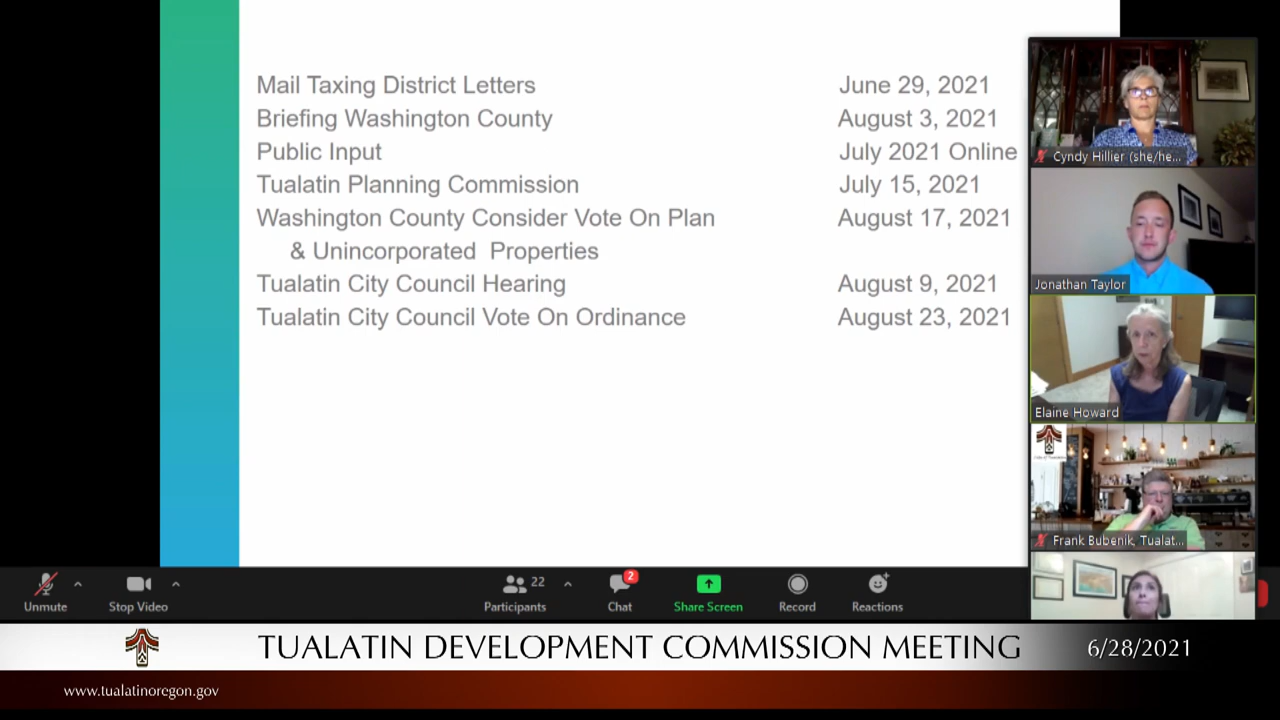 Mail Taxing District Letters June 29, 2021
Briefing Washington County August 3, 2021
Public Input July 2021 Online
Tualatin Planning Commission July 15, 2021
Washington County Consider Vote On Plan August 17, 2021
& Unincorporated Properties
Tualatin City Council Hearing August 9, 2021
Tualatin City Council Vote On Ordinance August 23, 2021
Cyndy Hillier (she/he...
Jonathan Taylor
Elaine Howard
Frank Bubenik, Tualat...
22
2
Unmute Stop Video Participants Chat Share Screen Record Reactions
TUALATIN DEVELOPMENT COMMISSION MEETING 6/28/2021
www.tualatinoregon.gov